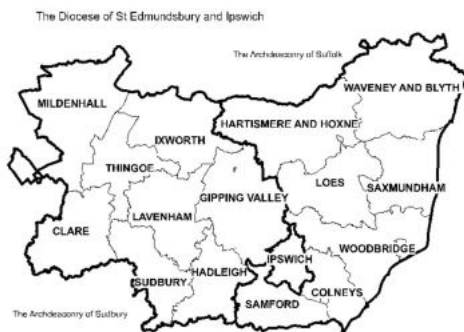 The Diocese of St Edmundsbury and Ipswich
The Archdeaconry of Suffolk
WAVENEY AND BLYTH
MILDENHALL
HARTISMERE AND HOXNE
IXWORTH
THINGOE
LOES
SAXMUNDHAM
GIPPING VALLEY
LAVENHAM
CLARE
WOODBRIDGE
IPSWICH
HADLEIGH
SUDBURY
COLNEYS
SAMFORD
The Archdeaconry of Sudbury